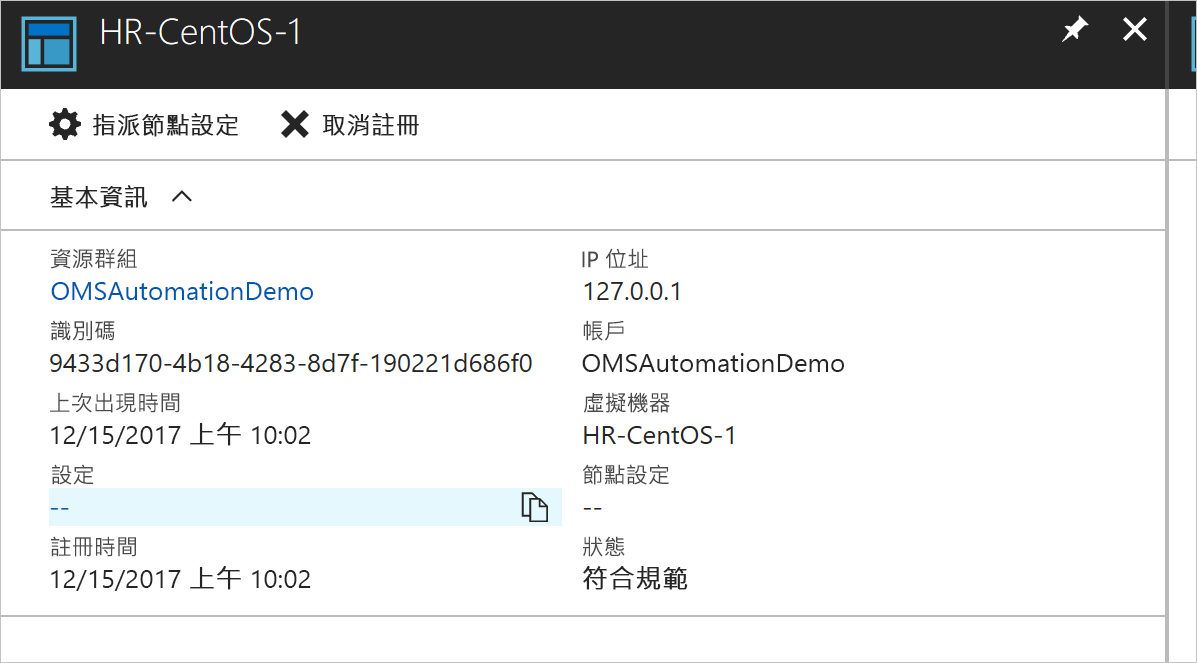 HR-CentOS-1
指派節點設定 取消註冊
基本資訊
資源群組
OMSAutomationDemo
識別碼
9433d170-4b18-4283-8d7f-190221d686f0
上次出現時間
12/15/2017 上午 10:02
設定
--
註冊時間
12/15/2017 上午 10:02
IP 位址
127.0.0.1
帳戶
OMSAutomationDemo
虛擬機器
HR-CentOS-1
節點設定
--
狀態
符合規範